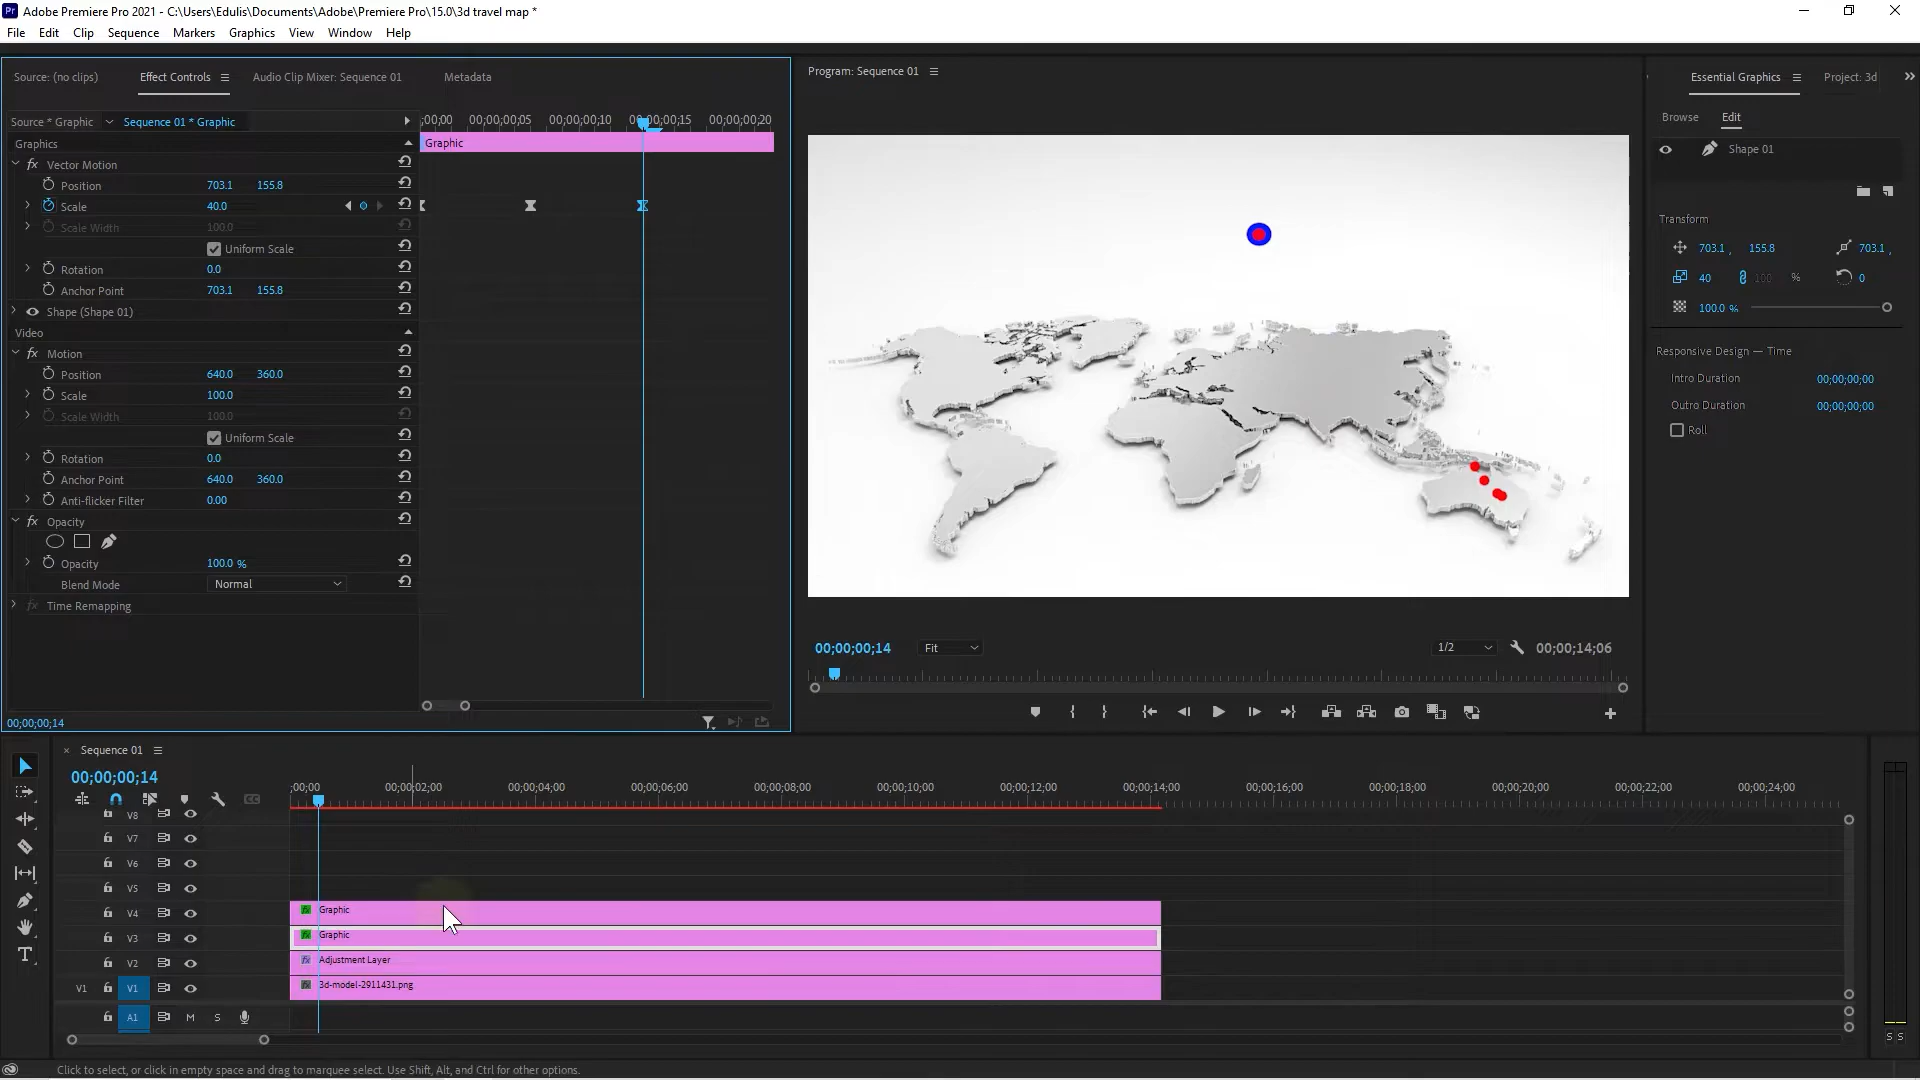 Pr Adobe Premiere Pro 2021 - C:\Users\Edulis\Documents\Adobe\Premiere Pro\15.0\3d travel map *
File Edit Clip Sequence Markers Graphics View Window Help
Source: (no clips) Effect Controls Audio Clip Mixer: Sequence 01 Metadata
Source * Graphic Sequence 01 * Graphic
;00;00 00;00;00;05 00;00;00;10 00;00;00;15 00;00;00;20
Graphics
Graphic
fx Vector Motion
Position 703.1 155.8
Scale 40.0
Scale Width 100.0
Uniform Scale
Rotation 0.0
Anchor Point 703.1 155.8
Shape (Shape 01)
Video
fx Motion
Position 640.0 360.0
Scale 100.0
Scale Width 100.0
Uniform Scale
Rotation 0.0
Anchor Point 640.0 360.0
Anti-flicker Filter 0.00
fx Opacity
Opacity 100.0 %
Blend Mode Normal
fx Time Remapping
00;00;00;14
Program: Sequence 01
00;00;00;14 Fit 1/2 00;00;14;06
Essential Graphics Project: 3d
Browse Edit
Shape 01
Transform
703.1 , 155.8 703.1 ,
40 100 % 0
100.0 %
Responsive Design — Time
Intro Duration 00;00;00;00
Outro Duration 00;00;00;00
Roll
× Sequence 01
00;00;00;14
;00;00 00;00;02;00 00;00;04;00 00;00;06;00 00;00;08;00 00;00;10;00 00;00;12;00 00;00;14;00 00;00;16;00 00;00;18;00 00;00;20;00 00;00;22;00 00;00;24;00
V8
V7
V6
V5
V4 fx Graphic
V3 fx Graphic
V2 fx Adjustment Layer
V1 V1 fx 3d-model-2911431.png
A1 M S
S S
Click to select, or click in empty space and drag to marquee select. Use Shift, Alt, and Ctrl for other options.